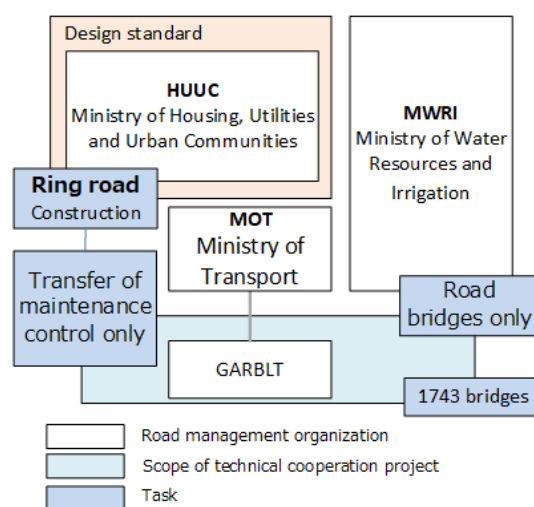 Design standard
HUUC
Ministry of Housing, Utilities
and Urban Communities
MWRI
Ministry of Water
Resources and
Irrigation
Ring road
Construction
MOT
Ministry of
Transport
Transfer of
maintenance
control only
Road
bridges only
GARBLT
1743 bridges
Road management organization
Scope of technical cooperation project
Task